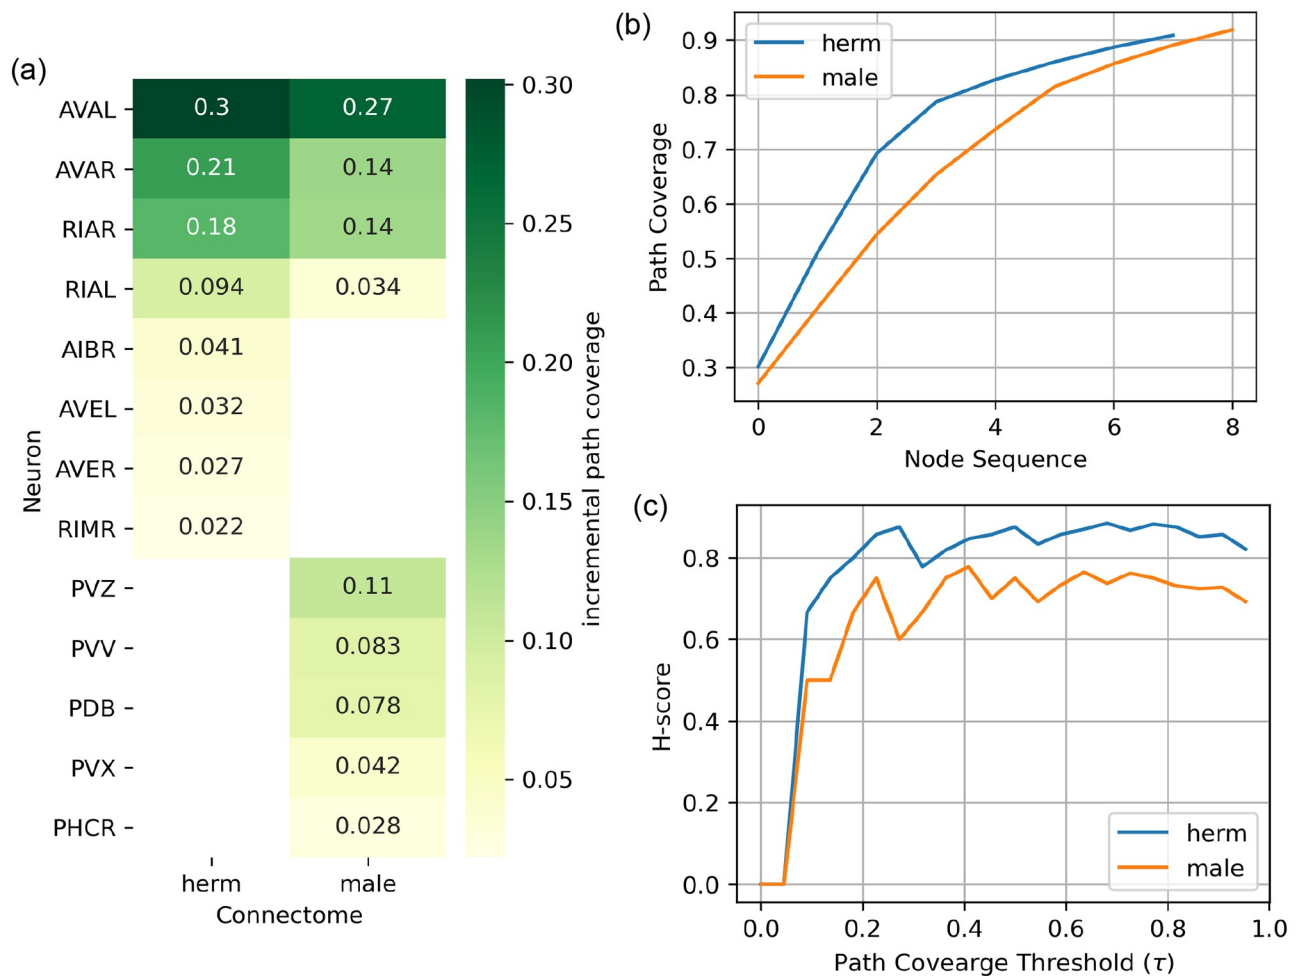 (a)
AVAL
0.3
0.27
AVAR
0.21
0.14
RIAR
0.18
0.14
RIAL
0.094
0.034
AIBR
0.041
AVEL
0.032
AVER
0.027
RIMR
0.022
PVZ
0.11
PVV
0.083
PDB
0.078
PVX
0.042
PHCR
0.028
Neuron
herm
male
Connectome
0.30
0.25
0.20
0.15
0.10
0.05
incremental path coverage
(b)
herm
male
0.9
0.8
0.7
0.6
0.5
0.4
0.3
Path Coverage
0
2
4
6
8
Node Sequence
(c)
0.8
0.6
0.4
0.2
0.0
H-score
herm
male
0.0
0.2
0.4
0.6
0.8
1.0
Path Covearge Threshold (τ)